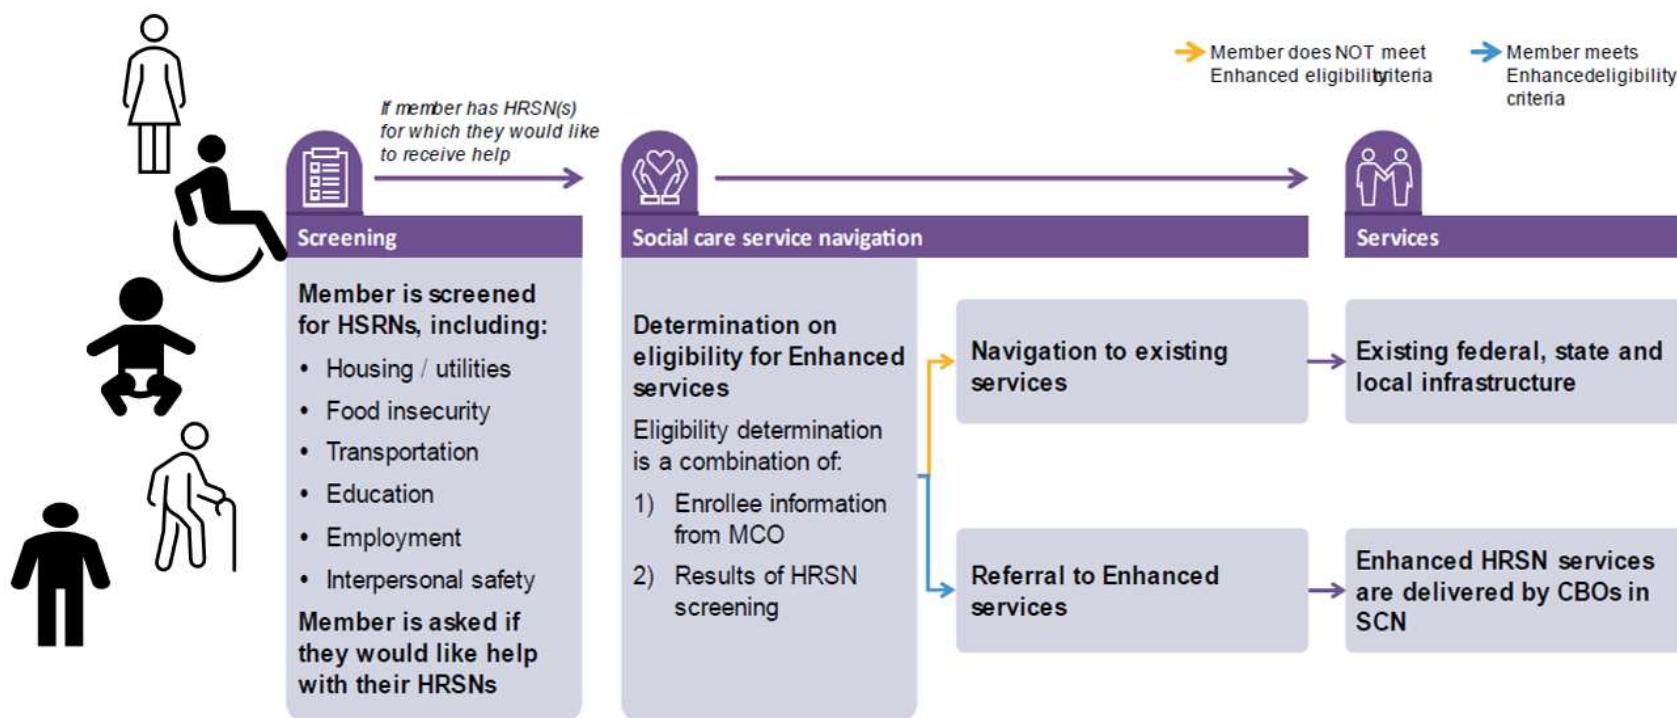 Member does NOT meet
Enhanced eligibility criteria
Member meets
Enhancedeligibility
criteria
If member has HRSN(s)
for which they would like
to receive help
Screening
Social care service navigation
Services
Member is screened
for HSRNs, including:
• Housing / utilities
• Food insecurity
• Transportation
• Education
• Employment
• Interpersonal safety
Member is asked if
they would like help
with their HRSNs
Determination on
eligibility for Enhanced
services
Eligibility determination
is a combination of:
1) Enrollee information
from MCO
2) Results of HRSN
screening
Navigation to existing
services
Referral to Enhanced
services
Existing federal, state and
local infrastructure
Enhanced HRSN services
are delivered by CBOs in
SCN